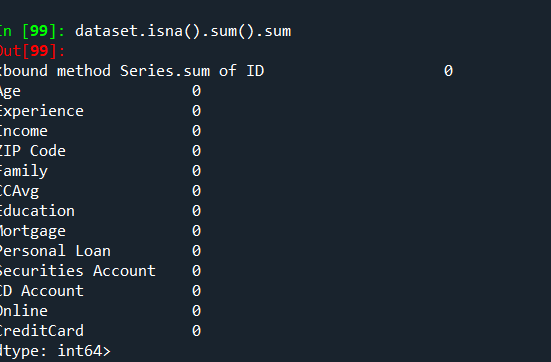 In [99]: dataset.isna().sum().sum
Out[99]:
<bound method Series.sum of ID 0
Age 0
Experience 0
Income 0
ZIP Code 0
Family 0
CCAvg 0
Education 0
Mortgage 0
Personal Loan 0
Securities Account 0
CD Account 0
Online 0
CreditCard 0
dtype: int64>